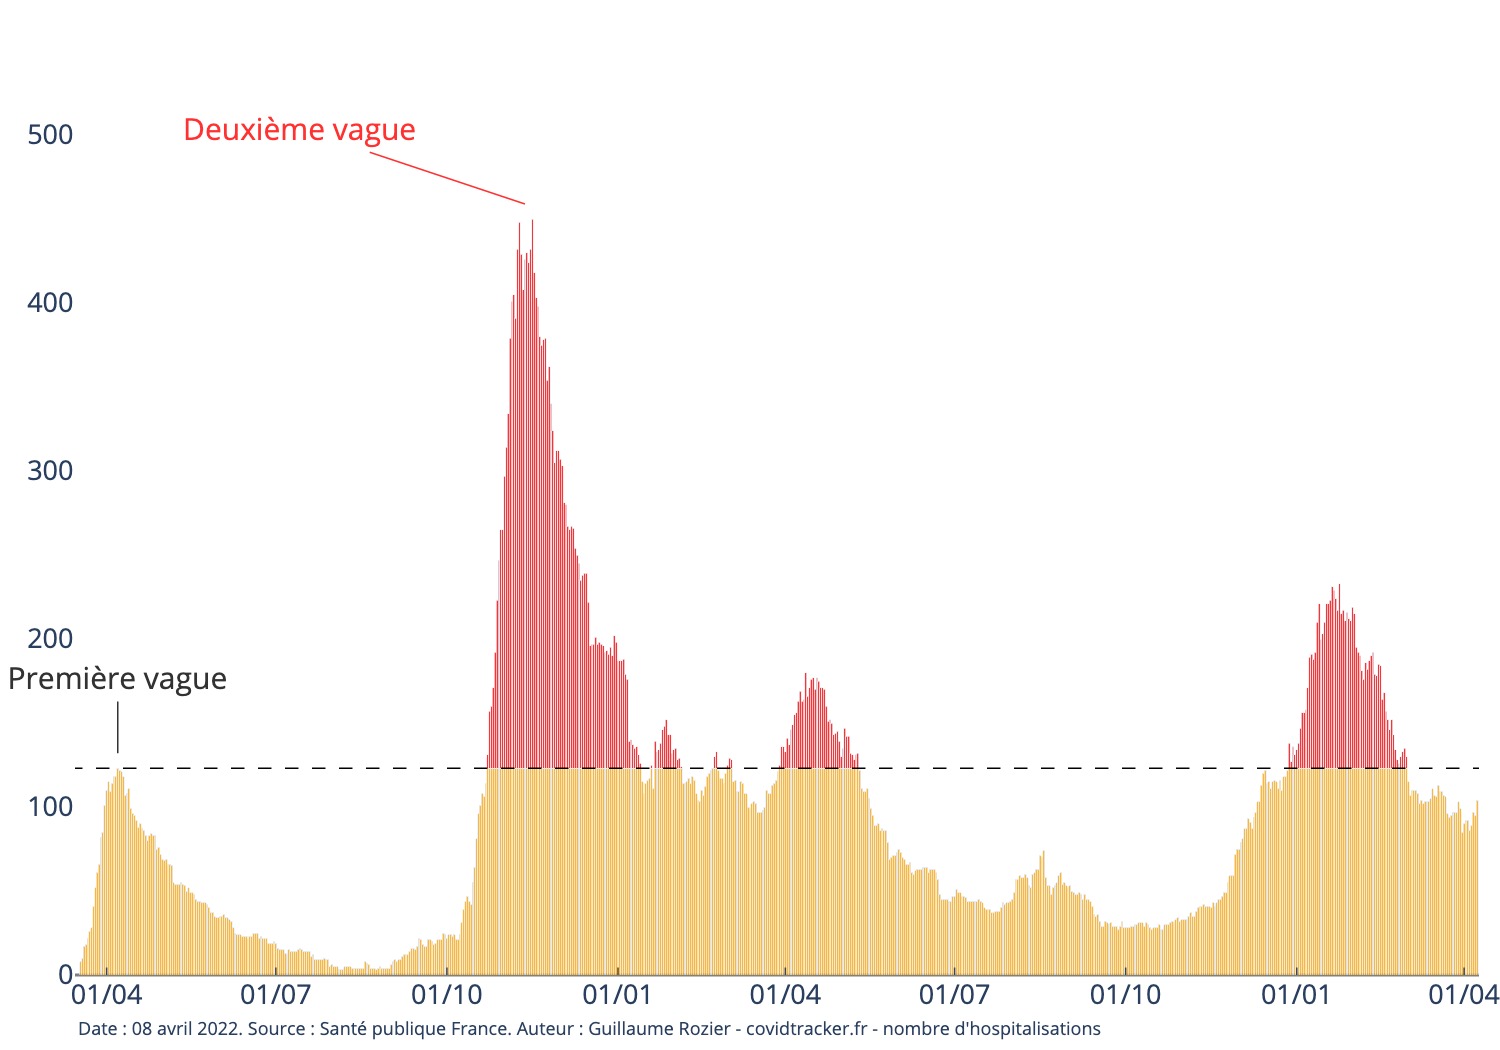 500
Deuxième vague
400
300
200
Première vague
100
0
01/04 01/07 01/10 01/01 01/04 01/07 01/10 01/01 01/04
Date : 08 avril 2022. Source : Santé publique France. Auteur : Guillaume Rozier - covidtracker.fr - nombre d'hospitalisations